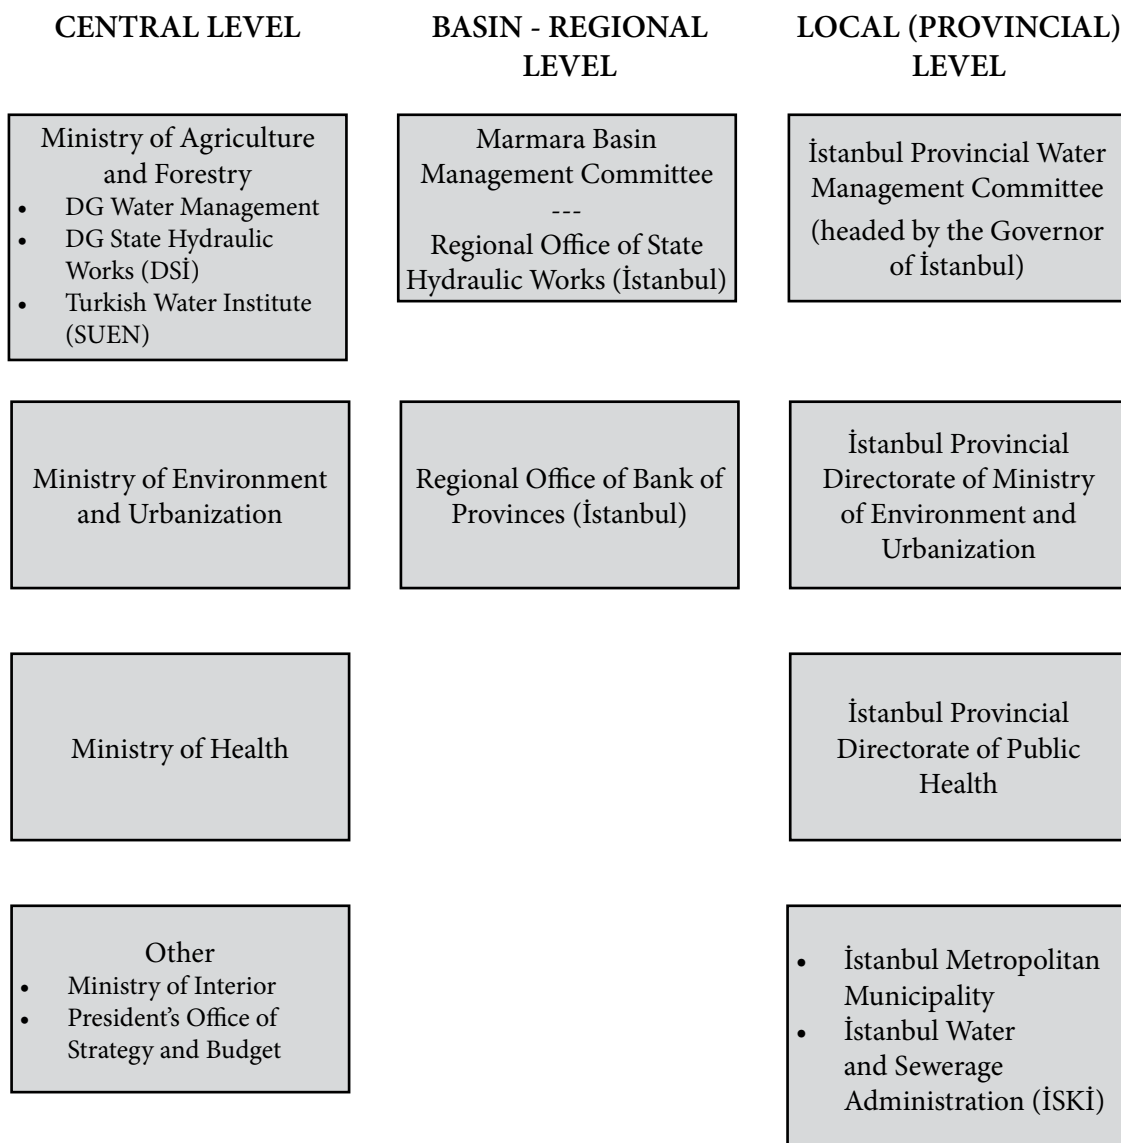 CENTRAL LEVEL
BASIN - REGIONAL
LEVEL
LOCAL (PROVINCIAL)
LEVEL
Ministry of Agriculture
and Forestry
• DG Water Management
• DG State Hydraulic
Works (DSİ)
• Turkish Water Institute
(SUEN)
Marmara Basin
Management Committee
---
Regional Office of State
Hydraulic Works (İstanbul)
İstanbul Provincial Water
Management Committee
(headed by the Governor
of İstanbul)
Ministry of Environment
and Urbanization
Regional Office of Bank of
Provinces (İstanbul)
İstanbul Provincial
Directorate of Ministry
of Environment and
Urbanization
Ministry of Health
İstanbul Provincial
Directorate of Public
Health
Other
• Ministry of Interior
• President’s Office of
Strategy and Budget
• İstanbul Metropolitan
Municipality
• İstanbul Water
and Sewerage
Administration (İSKİ)